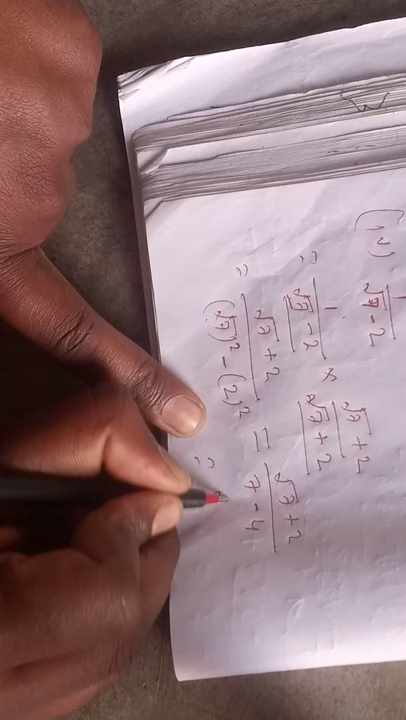 (iv) 1/(√7-2)
= 1/(√7-2) × (√7+2)/(√7+2)
= (√7+2)/((√7)²-(2)²) = (√7+2)/(7-4)
=